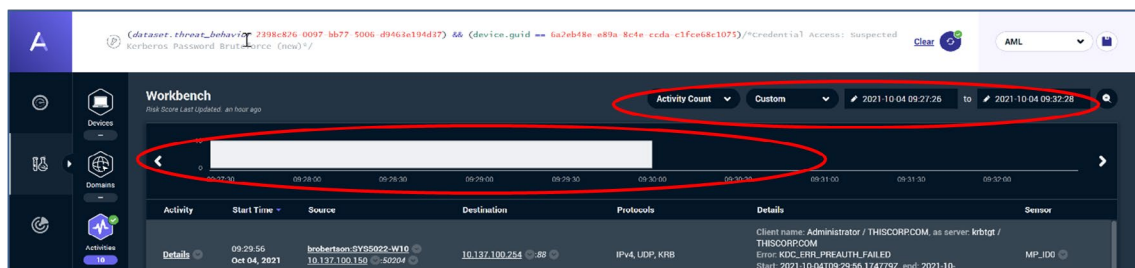 (dataset.threat_behavior 2398c826-0097-bb77-5006-d9463e194d37) && (device.guid == 6a2eb48e-e89a-8c4e-ccda-c1fce68c1075)/*Credential Access: Suspected
Kerberos Password Bruteforce (new)*/
Clear
AML
Workbench
Risk Score Last Updated: an hour ago
Activity Count
Custom
2021-10-04 09:27:26 to 2021-10-04 09:32:28
Devices
Domains
Activities
10
0
09:27:30 09:28:00 09:28:30 09:29:00 09:29:30 09:30:00 09:30:30 09:31:00 09:31:30 09:32:00
Activity Start Time Source Destination Protocols Details Sensor
Details
09:29:56
Oct 04, 2021
brobertson:SYS5022-W10
10.137.100.150 :50204
10.137.100.254 :88
IPv4, UDP, KRB
Client name: Administrator / THISCORP.COM, as server: krbtgt /
THISCORP.COM
Error: KDC_ERR_PREAUTH_FAILED
Start: 2021-10-04T09:29:56.1747797, end: 2021-10-
MP_ID0